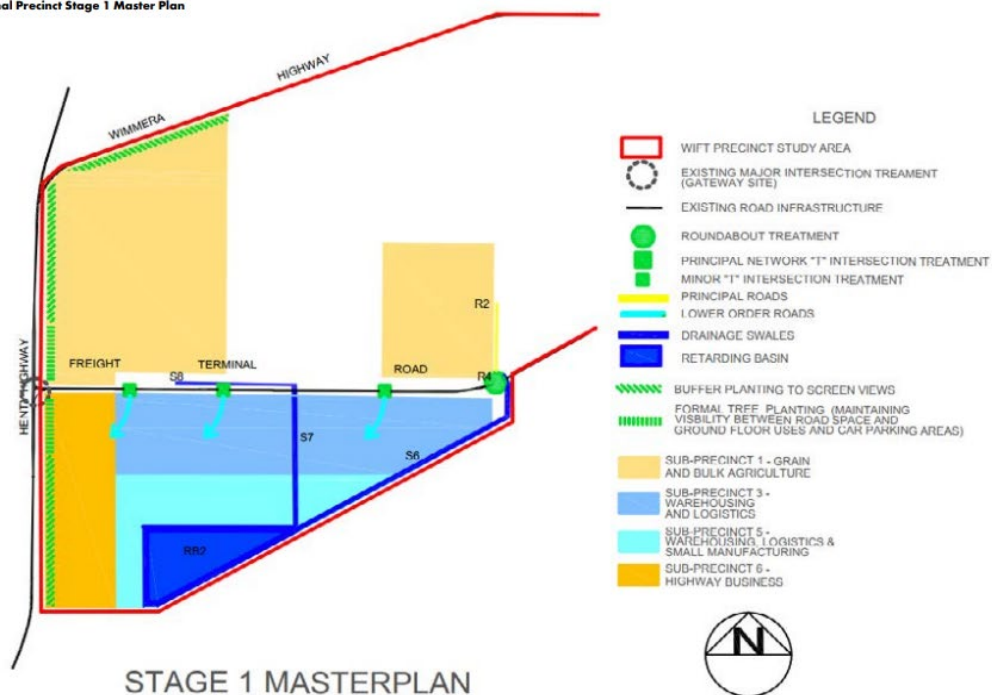 nal Precinct Stage 1 Master Plan
WIMMERA
HIGHWAY
HENTY HIGHWAY
FREIGHT
TERMINAL
ROAD
R2
R4
S8
S7
S6
RB2
STAGE 1 MASTERPLAN
LEGEND
WIFT PRECINCT STUDY AREA
EXISTING MAJOR INTERSECTION TREAMENT
(GATEWAY SITE)
EXISTING ROAD INFRASTRUCTURE
ROUNDABOUT TREATMENT
PRINCIPAL NETWORK "T" INTERSECTION TREATMENT
MINOR "T" INTERSECTION TREATMENT
PRINCIPAL ROADS
LOWER ORDER ROADS
DRAINAGE SWALES
RETARDING BASIN
BUFFER PLANTING TO SCREEN VIEWS
FORMAL TREE PLANTING (MAINTAINING
VISBILITY BETWEEN ROAD SPACE AND
GROUND FLOOR USES AND CAR PARKING AREAS)
SUB-PRECINCT 1 - GRAIN
AND BULK AGRICULTURE
SUB-PRECINCT 3 -
WAREHOUSING
AND LOGISTICS
SUB-PRECINCT 5 -
WAREHOUSING, LOGISTICS &
SMALL MANUFACTURING
SUB-PRECINCT 6 -
HIGHWAY BUSINESS
N